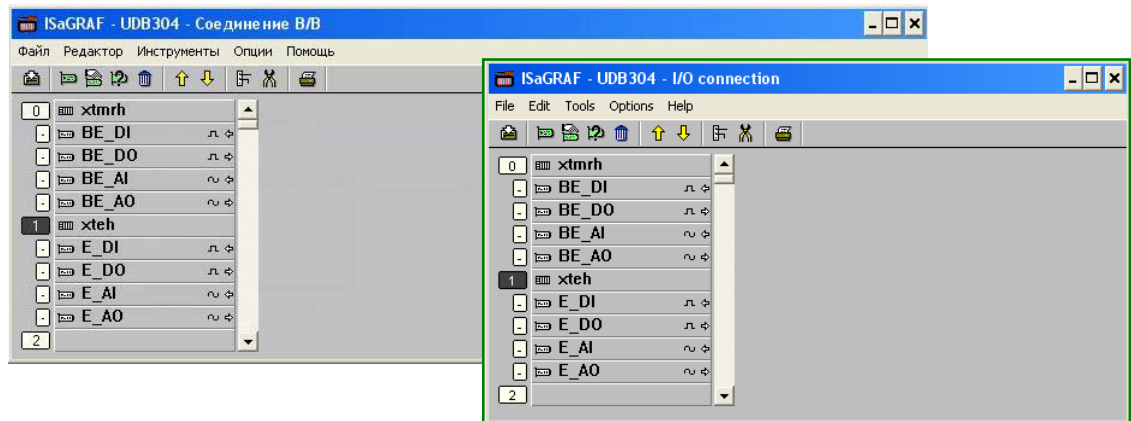 ISaGRAF - UDB304 - Соединение В/В
Файл Редактор Инструменты Опции Помощь
0 xtmrh
- BE_DI
- BE_DO
- BE_AI
- BE_AO
1 xteh
- E_DI
- E_DO
- E_AI
- E_AO
2
ISaGRAF - UDB304 - I/O connection
File Edit Tools Options Help
0 xtmrh
- BE_DI
- BE_DO
- BE_AI
- BE_AO
1 xteh
- E_DI
- E_DO
- E_AI
- E_AO
2